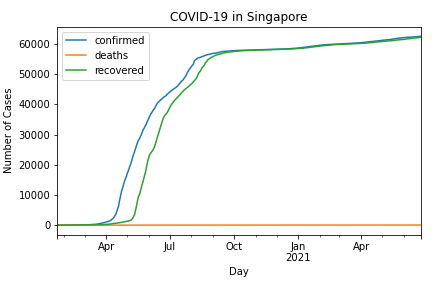 COVID-19 in Singapore
confirmed
deaths
recovered
Number of Cases
60000
50000
40000
30000
20000
10000
0
Apr
Jul
Oct
Jan
2021
Apr
Day